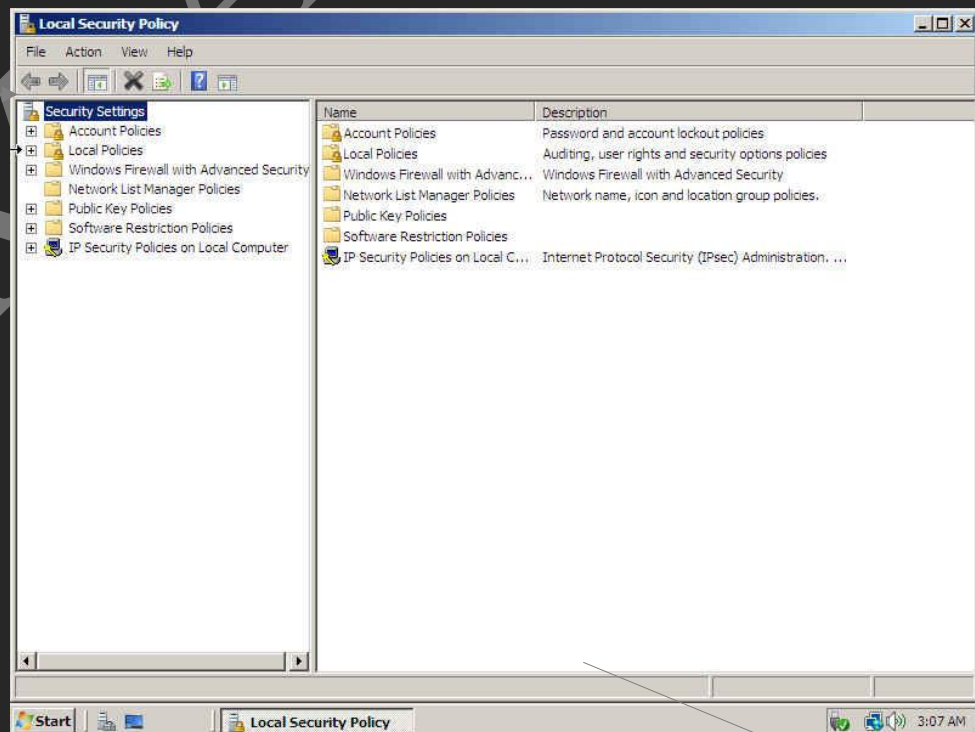 Local Security Policy
File Action View Help
Security Settings
Account Policies
Local Policies
Windows Firewall with Advanced Security
Network List Manager Policies
Public Key Policies
Software Restriction Policies
IP Security Policies on Local Computer
Name Description
Account Policies Password and account lockout policies
Local Policies Auditing, user rights and security options policies
Windows Firewall with Advanc... Windows Firewall with Advanced Security
Network List Manager Policies Network name, icon and location group policies.
Public Key Policies
Software Restriction Policies
IP Security Policies on Local C... Internet Protocol Security (IPsec) Administration. ...
Start Local Security Policy 3:07 AM